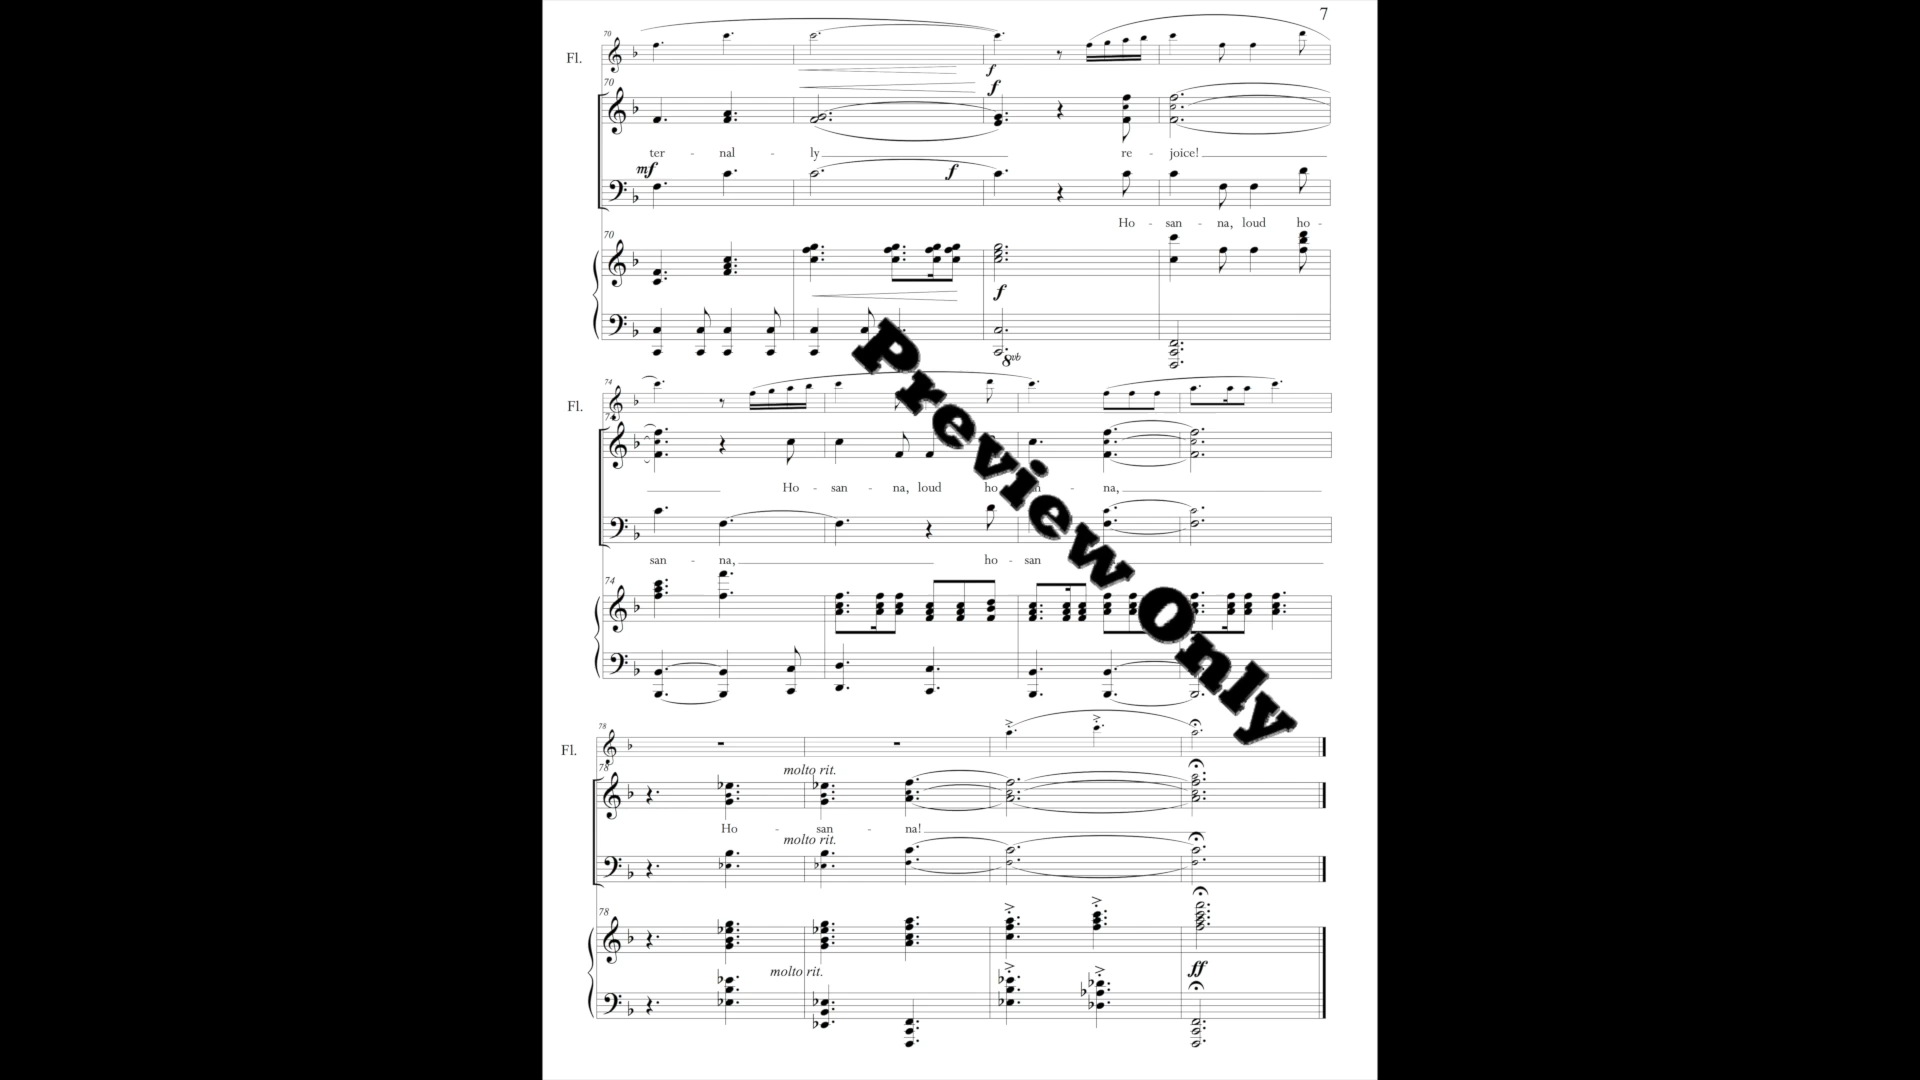 7
70
Fl.
f
70
f
ter - nal - ly re - joice!
mf f
Ho - san - na, loud ho -
70
f
8vb
74
Fl.
74
Ho - san - na, loud ho na,
san - na, ho - san
74
78
Fl.
78
molto rit.
Ho - san - na!
molto rit.
78
molto rit.
ff
Preview Only